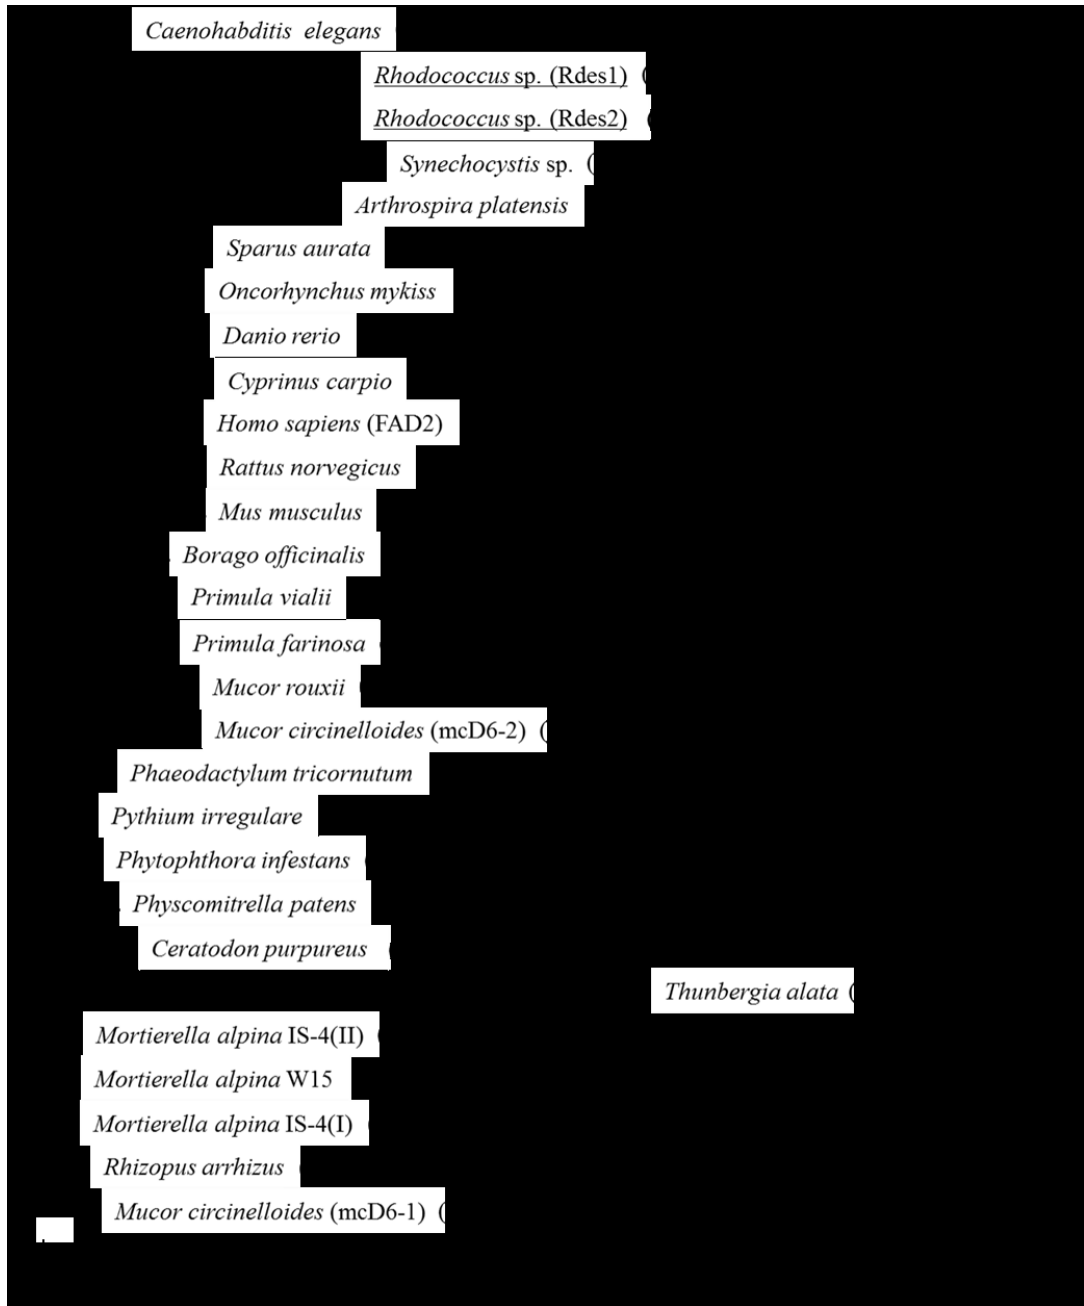 Caenohabditis elegans
Rhodococcus sp. (Rdes1) (
Rhodococcus sp. (Rdes2) (
Synechocystis sp. (
Arthrospira platensis
Sparus aurata
Oncorhynchus mykiss
Danio rerio
Cyprinus carpio
Homo sapiens (FAD2)
Rattus norvegicus
Mus musculus
Borago officinalis
Primula vialii
Primula farinosa
Mucor rouxii
Mucor circinelloides (mcD6-2) (
Phaeodactylum tricornutum
Pythium irregulare
Phytophthora infestans
Physcomitrella patens
Ceratodon purpureus
Thunbergia alata (
Mortierella alpina IS-4(II)
Mortierella alpina W15
Mortierella alpina IS-4(I)
Rhizopus arrhizus
Mucor circinelloides (mcD6-1) (